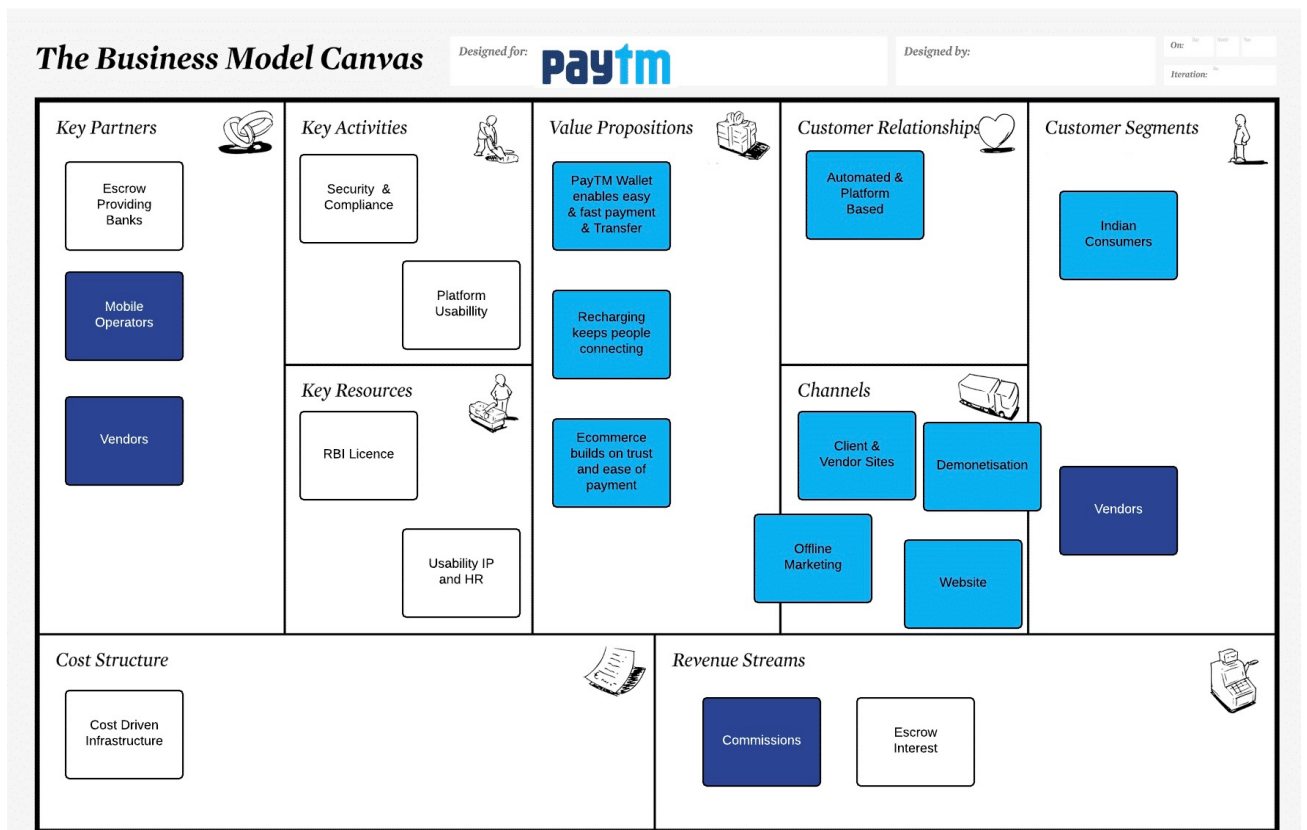 The Business Model Canvas
Designed for:
paytm
Designed by:
On:
Iteration:
Key Partners
Escrow
Providing
Banks
Mobile
Operators
Vendors
Key Activities
Security &
Compliance
Platform
Usabillity
Key Resources
RBI Licence
Usability IP
and HR
Value Propositions
PayTM Wallet
enables easy
& fast payment
& Transfer
Recharging
keeps people
connecting
Ecommerce
builds on trust
and ease of
payment
Customer Relationships
Automated &
Platform
Based
Channels
Client &
Vendor Sites
Demonetisation
Offline
Marketing
Website
Customer Segments
Indian
Consumers
Vendors
Cost Structure
Cost Driven
Infrastructure
Revenue Streams
Commissions
Escrow
Interest